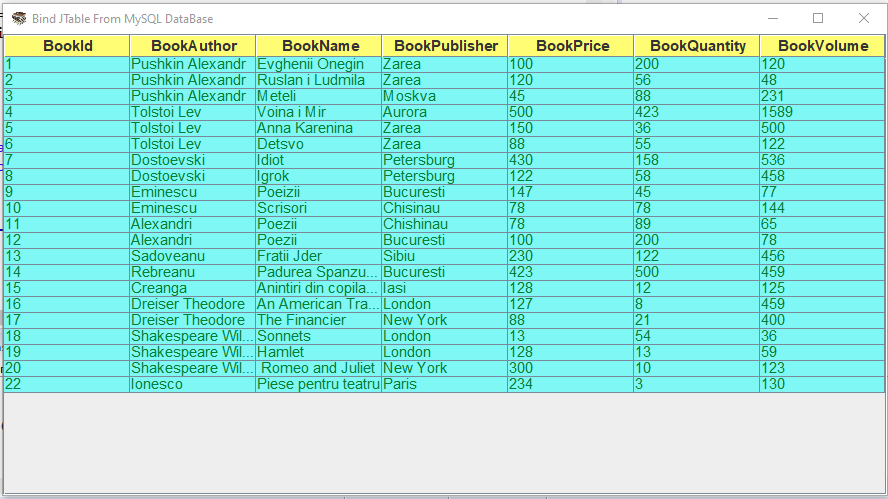 Bind JTable From MySQL DataBase
BookId BookAuthor BookName BookPublisher BookPrice BookQuantity BookVolume
1 Pushkin Alexandr Evghenii Onegin Zarea 100 200 120
2 Pushkin Alexandr Ruslan i Ludmila Zarea 120 56 48
3 Pushkin Alexandr Meteli Moskva 45 88 231
4 Tolstoi Lev Voina i Mir Aurora 500 423 1589
5 Tolstoi Lev Anna Karenina Zarea 150 36 500
6 Tolstoi Lev Detsvo Zarea 88 55 122
7 Dostoevski Idiot Petersburg 430 158 536
8 Dostoevski Igrok Petersburg 122 58 458
9 Eminescu Poeizii Bucuresti 147 45 77
10 Eminescu Scrisori Chisinau 78 78 144
11 Alexandri Poezii Chishinau 78 89 65
12 Alexandri Poezii Bucuresti 100 200 78
13 Sadoveanu Fratii Jder Sibiu 230 122 456
14 Rebreanu Padurea Spanzu... Bucuresti 423 500 459
15 Creanga Anintiri din copila... Iasi 128 12 125
16 Dreiser Theodore An American Tra... London 127 8 459
17 Dreiser Theodore The Financier New York 88 21 400
18 Shakespeare Wil... Sonnets London 13 54 36
19 Shakespeare Wil... Hamlet London 128 13 59
20 Shakespeare Wil... Romeo and Juliet New York 300 10 123
22 Ionesco Piese pentru teatru Paris 234 3 130